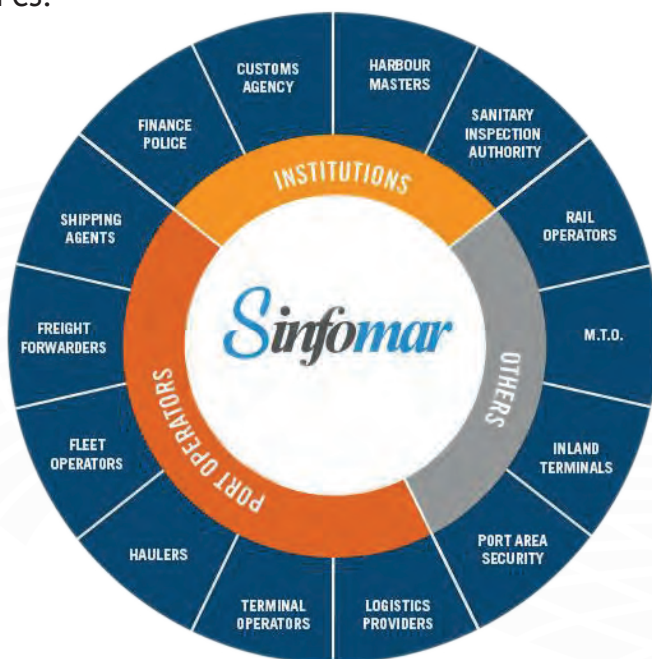 CUSTOMS
AGENCY
HARBOUR
MASTERS
SANITARY
INSPECTION
AUTHORITY
RAIL
OPERATORS
M.T.O.
INLAND
TERMINALS
PORT AREA
SECURITY
LOGISTICS
PROVIDERS
TERMINAL
OPERATORS
HAULERS
FLEET
OPERATORS
FREIGHT
FORWARDERS
SHIPPING
AGENTS
FINANCE
POLICE
INSTITUTIONS
OTHERS
PORT OPERATORS
Sinfomar